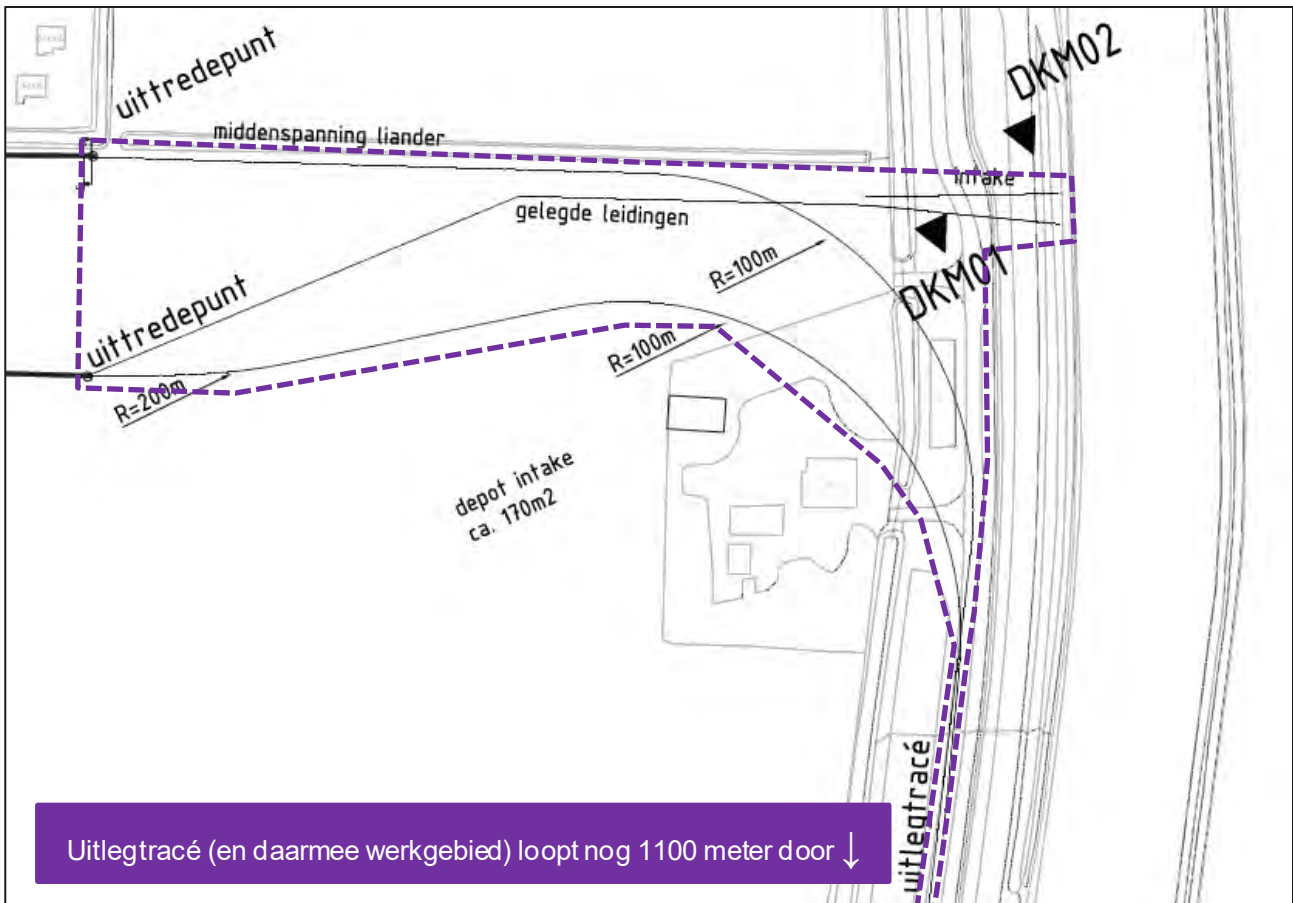 uittredepunt
DKM02
middenspanning liander
intake
gelegde leidingen
R=100m
DKM01
uittredepunt
R=100m
R=200m
depot intake
ca. 170m2
uitlegtracé
Uitlegtracé (en daarmee werkgebied) loopt nog 1100 meter door ↓